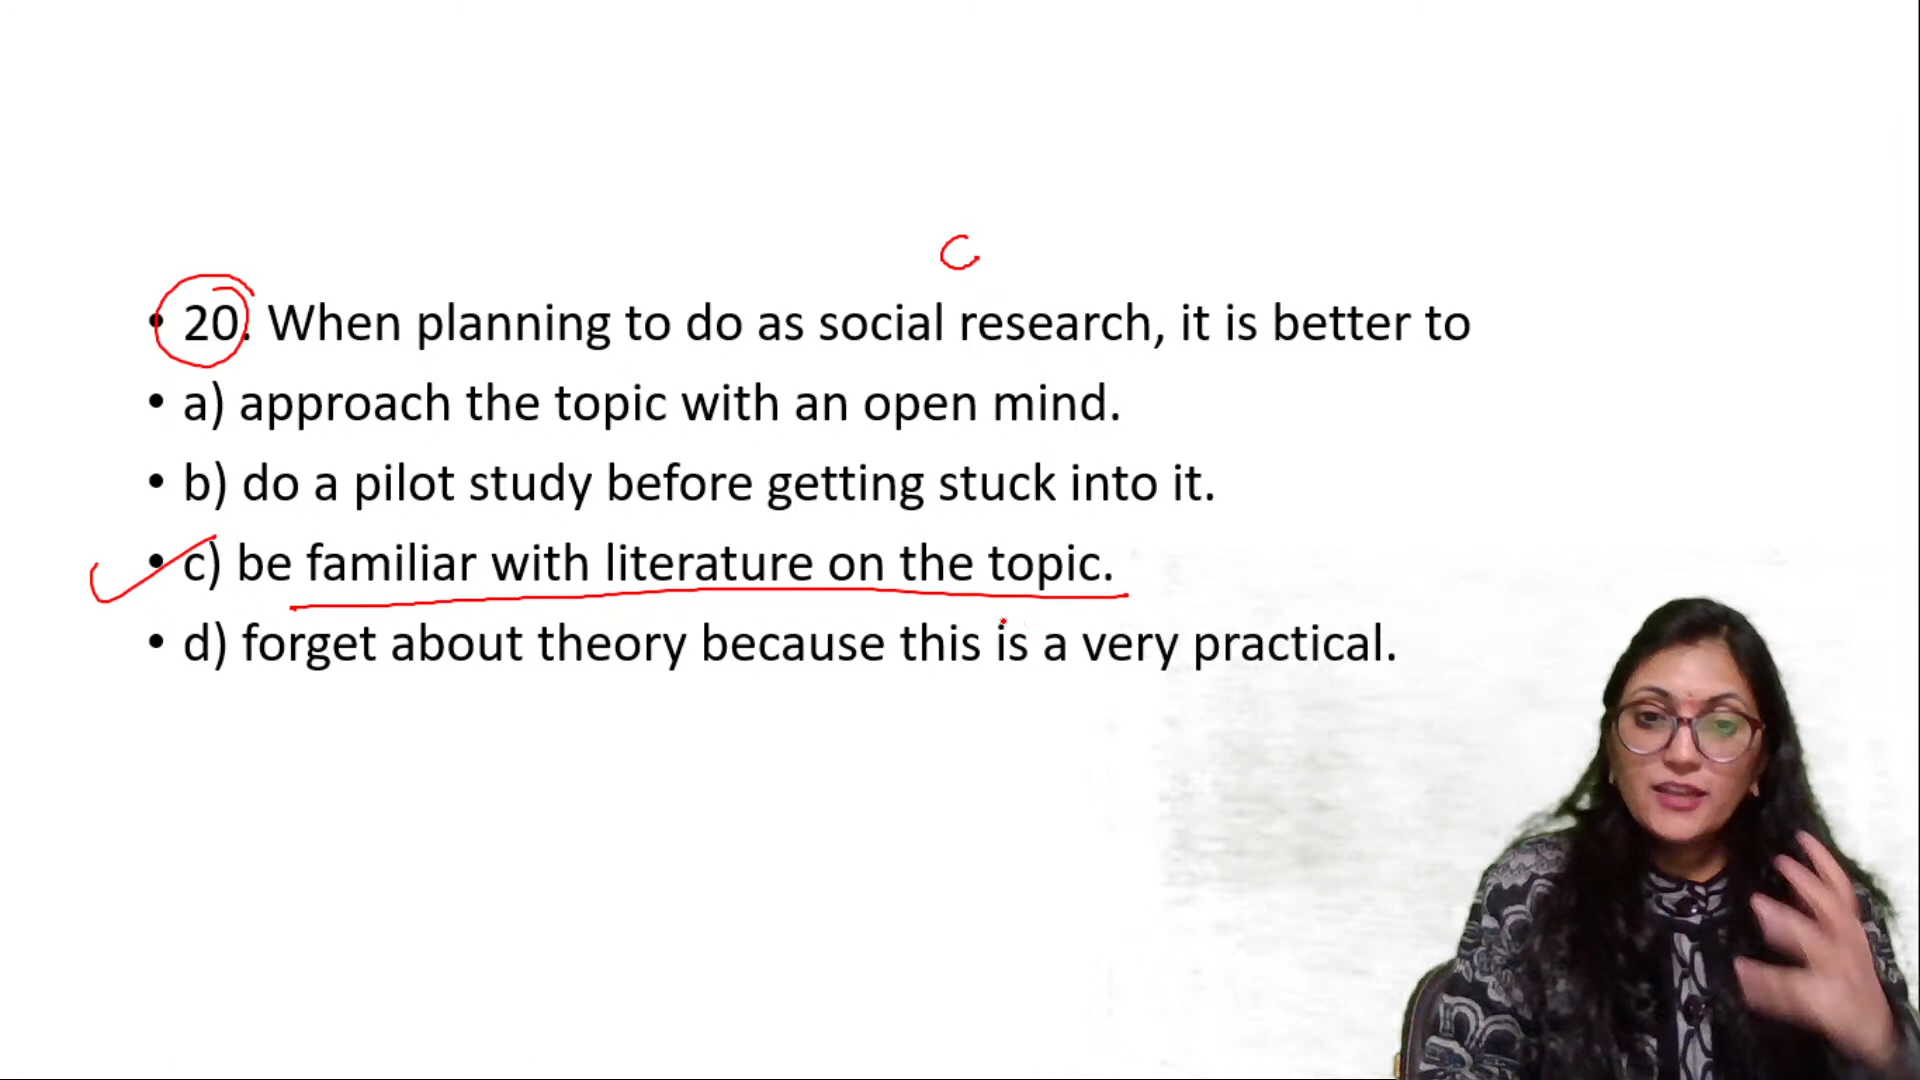 C
• 20. When planning to do as social research, it is better to
• a) approach the topic with an open mind.
• b) do a pilot study before getting stuck into it.
• c) be familiar with literature on the topic.
• d) forget about theory because this is a very practical.